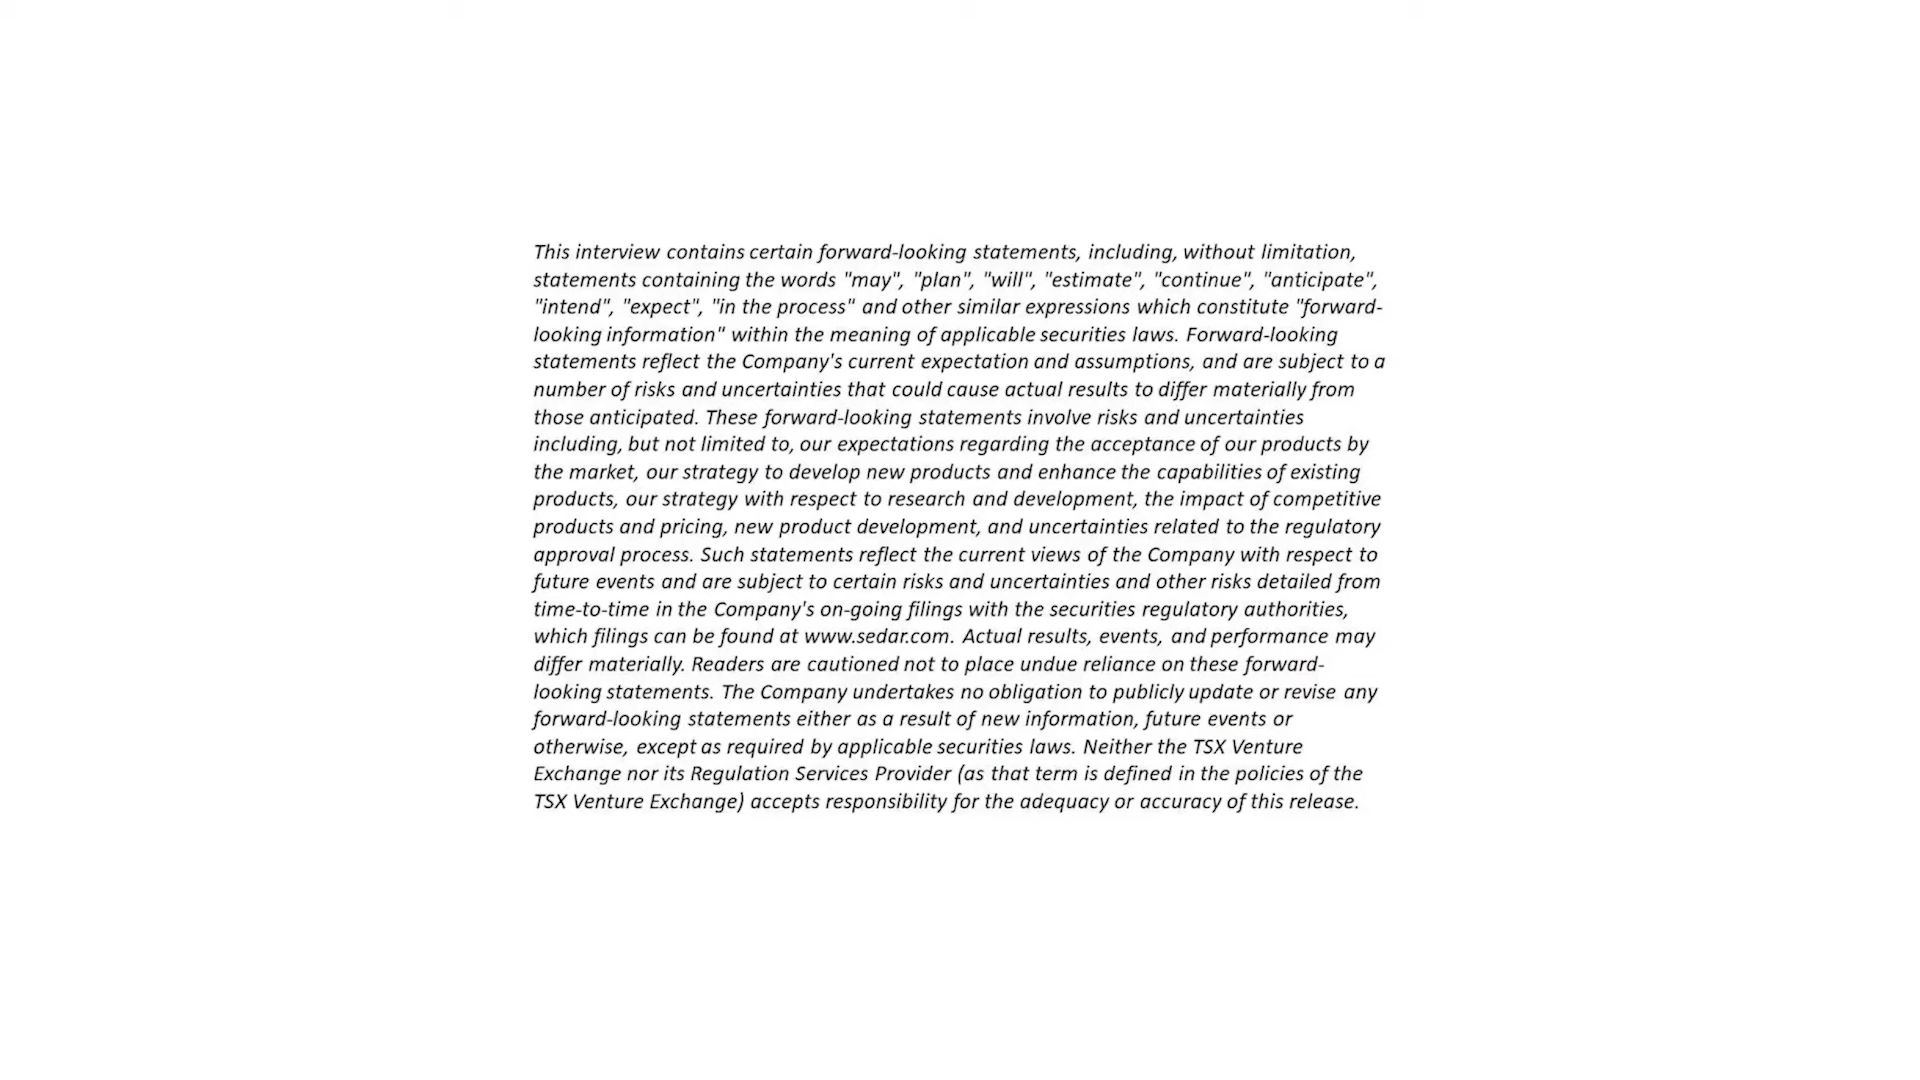 This interview contains certain forward-looking statements, including, without limitation,
statements containing the words "may", "plan", "will", "estimate", "continue", "anticipate",
"intend", "expect", "in the process" and other similar expressions which constitute "forward-
looking information" within the meaning of applicable securities laws. Forward-looking
statements reflect the Company's current expectation and assumptions, and are subject to a
number of risks and uncertainties that could cause actual results to differ materially from
those anticipated. These forward-looking statements involve risks and uncertainties
including, but not limited to, our expectations regarding the acceptance of our products by
the market, our strategy to develop new products and enhance the capabilities of existing
products, our strategy with respect to research and development, the impact of competitive
products and pricing, new product development, and uncertainties related to the regulatory
approval process. Such statements reflect the current views of the Company with respect to
future events and are subject to certain risks and uncertainties and other risks detailed from
time-to-time in the Company's on-going filings with the securities regulatory authorities,
which filings can be found at www.sedar.com. Actual results, events, and performance may
differ materially. Readers are cautioned not to place undue reliance on these forward-
looking statements. The Company undertakes no obligation to publicly update or revise any
forward-looking statements either as a result of new information, future events or
otherwise, except as required by applicable securities laws. Neither the TSX Venture
Exchange nor its Regulation Services Provider (as that term is defined in the policies of the
TSX Venture Exchange) accepts responsibility for the adequacy or accuracy of this release.